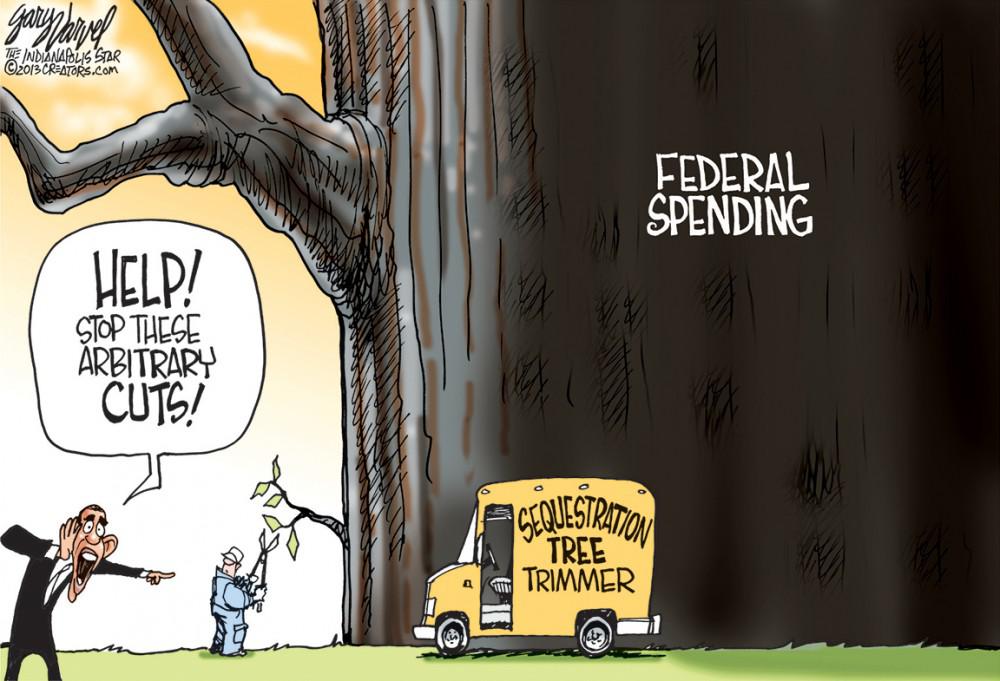 Gary Varvel
THE INDIANAPOLIS STAR
©2013 CREATORS.COM
FEDERAL
SPENDING
HELP!
STOP THESE
ARBITRARY
CUTS!
SEQUESTRATION
TREE
TRIMMER